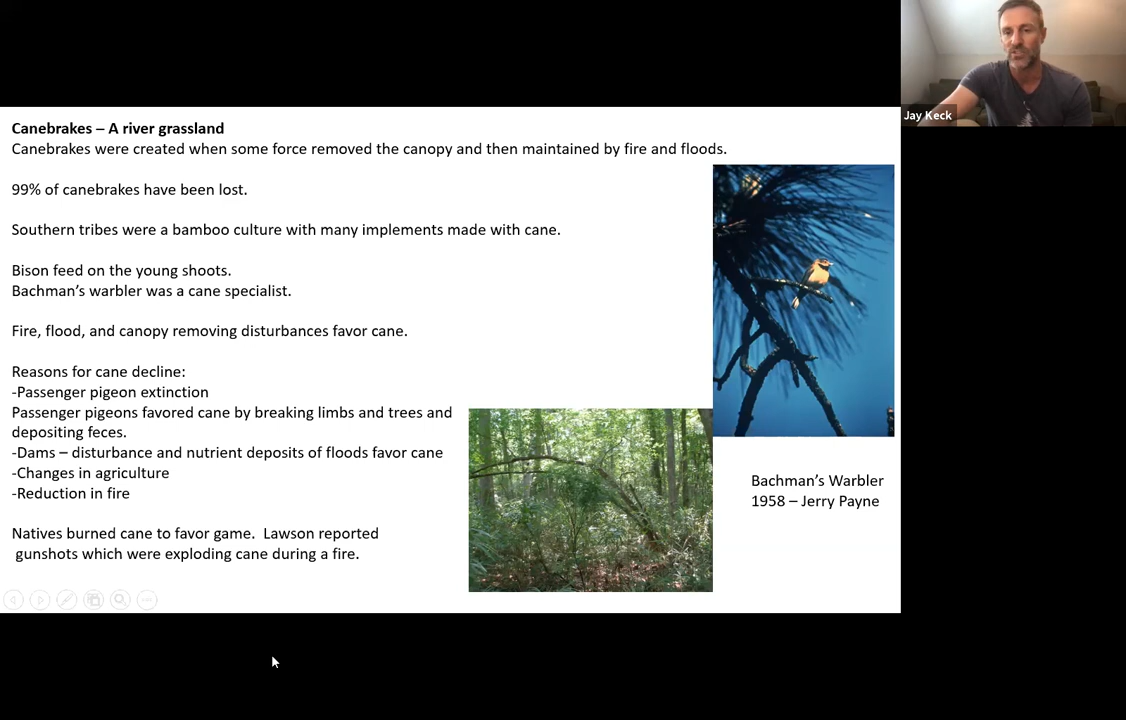 Canebrakes – A river grassland
Canebrakes were created when some force removed the canopy and then maintained by fire and floods.
99% of canebrakes have been lost.
Southern tribes were a bamboo culture with many implements made with cane.
Bison feed on the young shoots.
Bachman's warbler was a cane specialist.
Fire, flood, and canopy removing disturbances favor cane.
Reasons for cane decline:
-Passenger pigeon extinction
Passenger pigeons favored cane by breaking limbs and trees and
depositing feces.
-Dams – disturbance and nutrient deposits of floods favor cane
-Changes in agriculture
-Reduction in fire
Natives burned cane to favor game.  Lawson reported
gunshots which were exploding cane during a fire.
Bachman's Warbler
1958 – Jerry Payne
Jay Keck